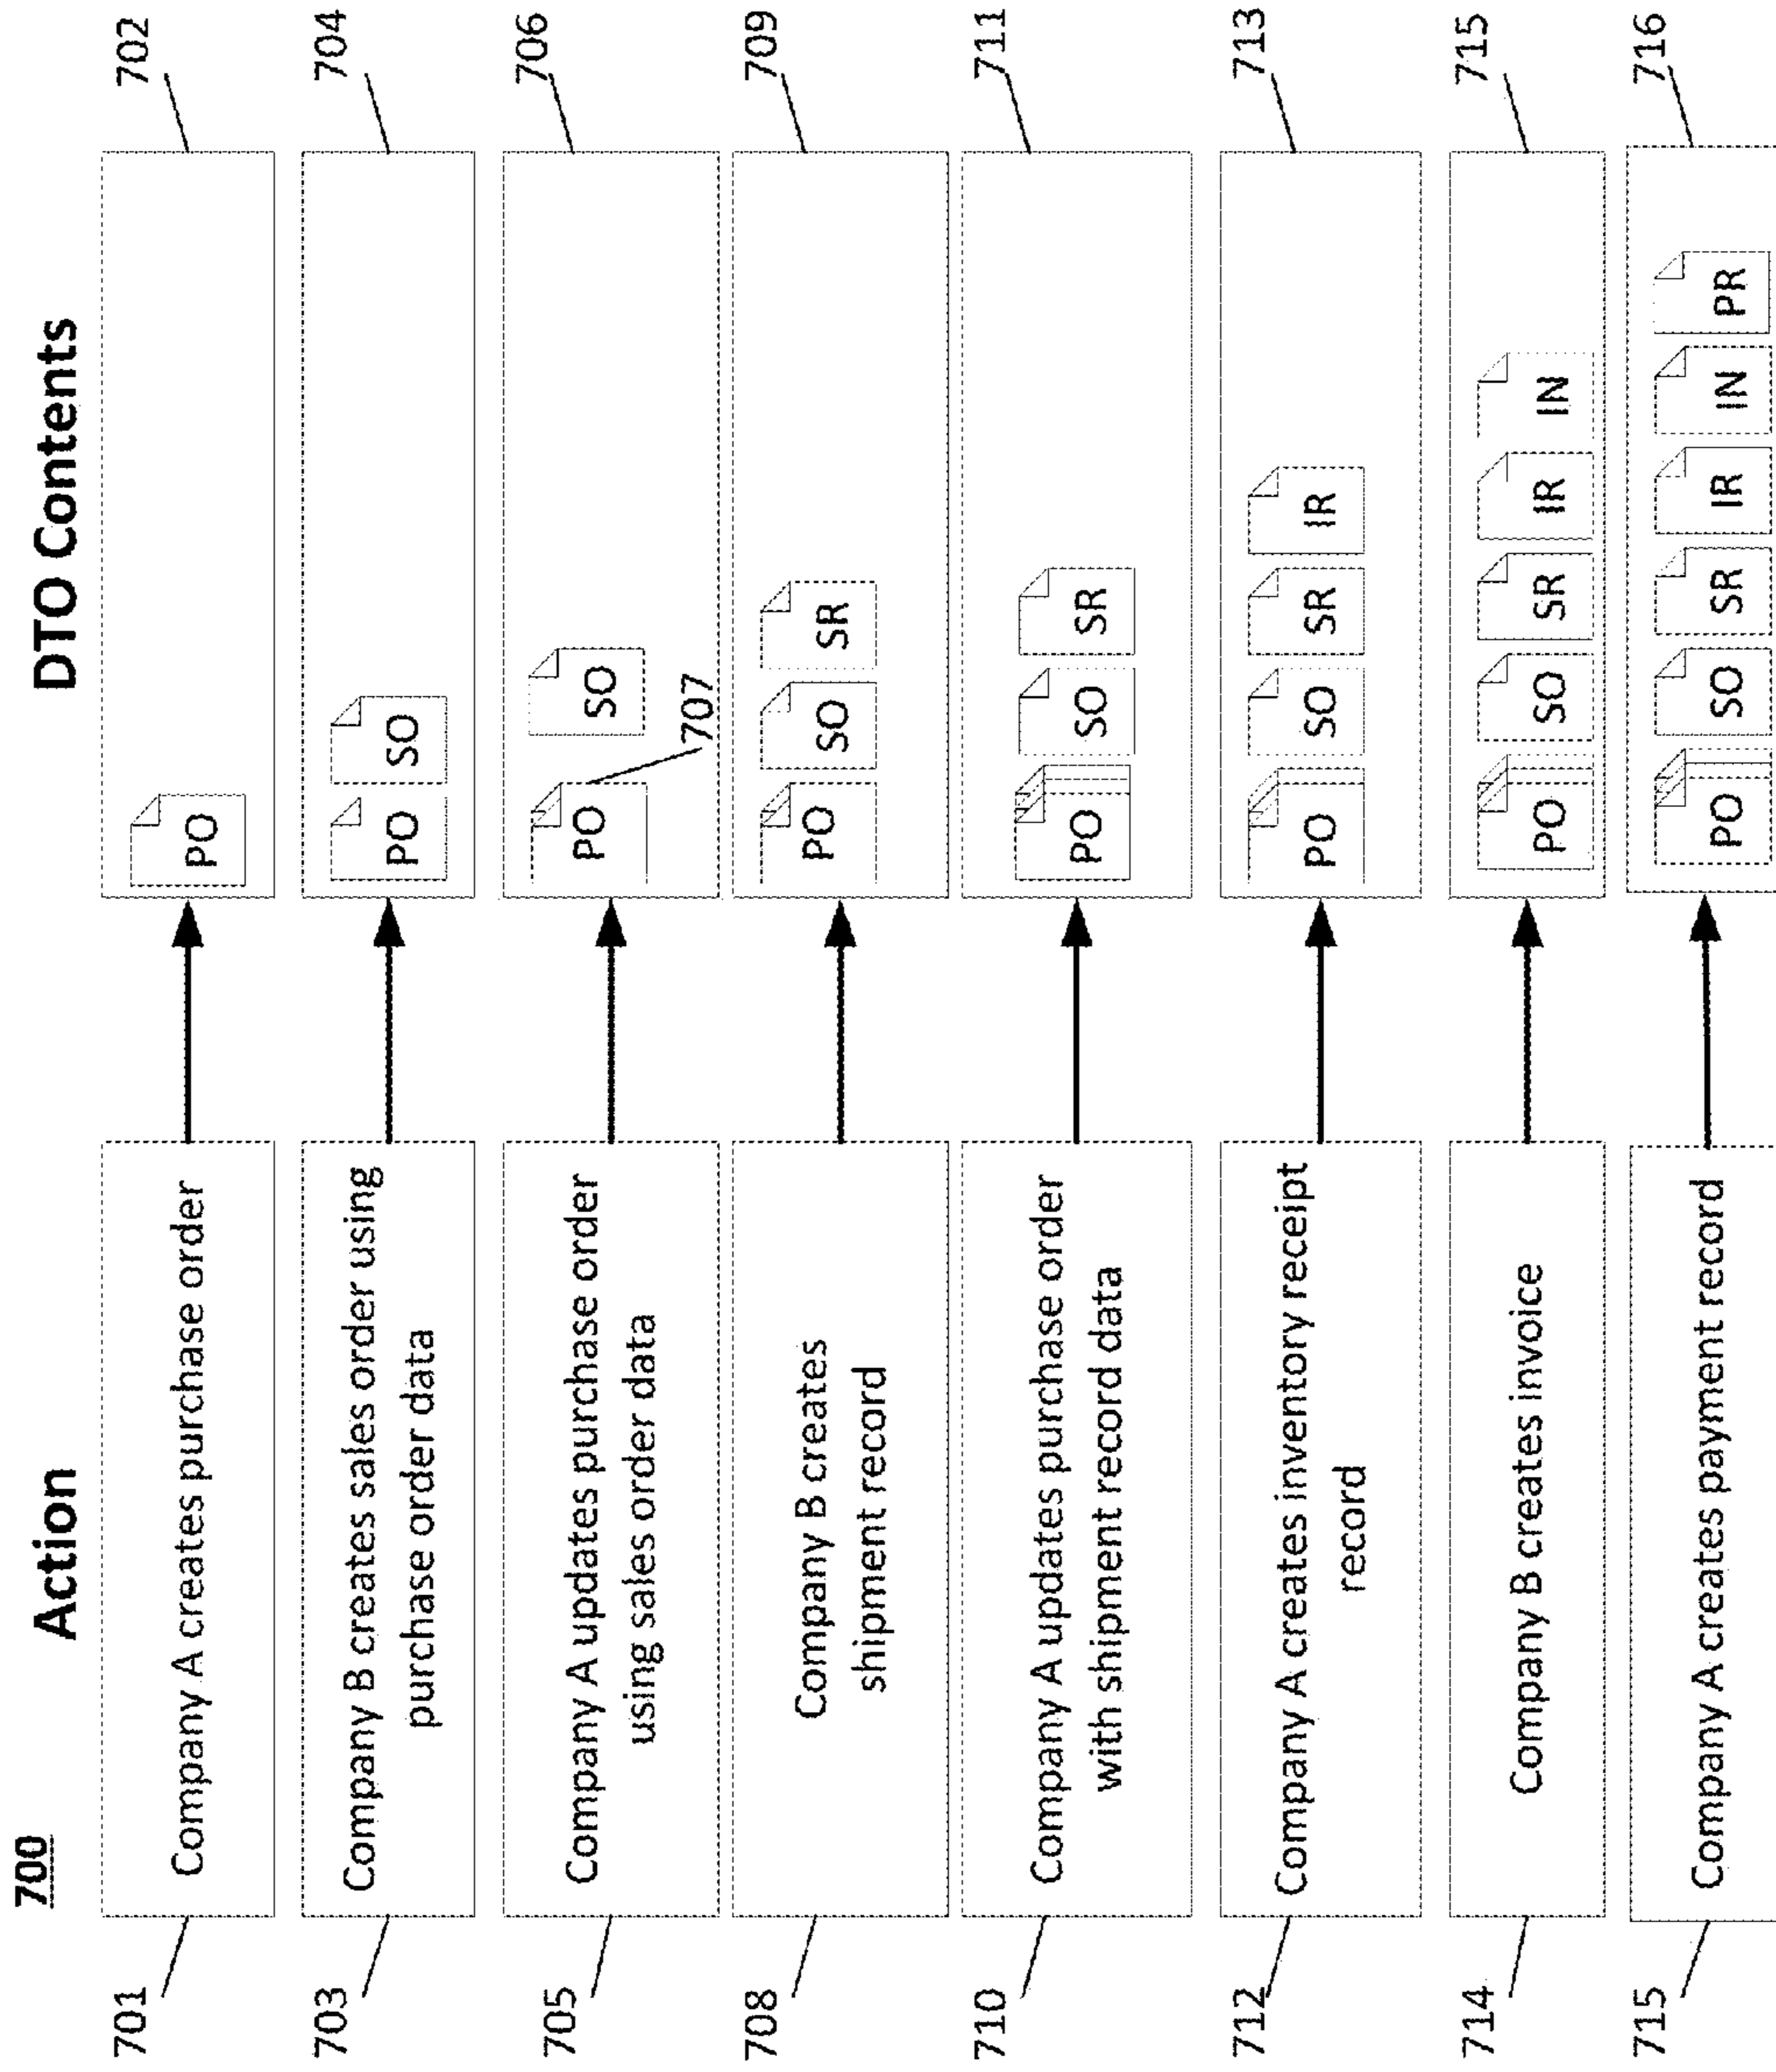 700
Action
DTO Contents
701
Company A creates purchase order
PO
702
703
Company B creates sales order using
purchase order data
PO SO
704
705
Company A updates purchase order
using sales order data
PO SO
707
706
708
Company B creates
shipment record
PO SO SR
709
710
Company A updates purchase order
with shipment record data
PO SO SR
711
712
Company A creates inventory receipt
record
PO SO SR IR
713
714
Company B creates invoice
PO SO SR IR IN
715
715
Company A creates payment record
PO SO SR IR IN PR
716